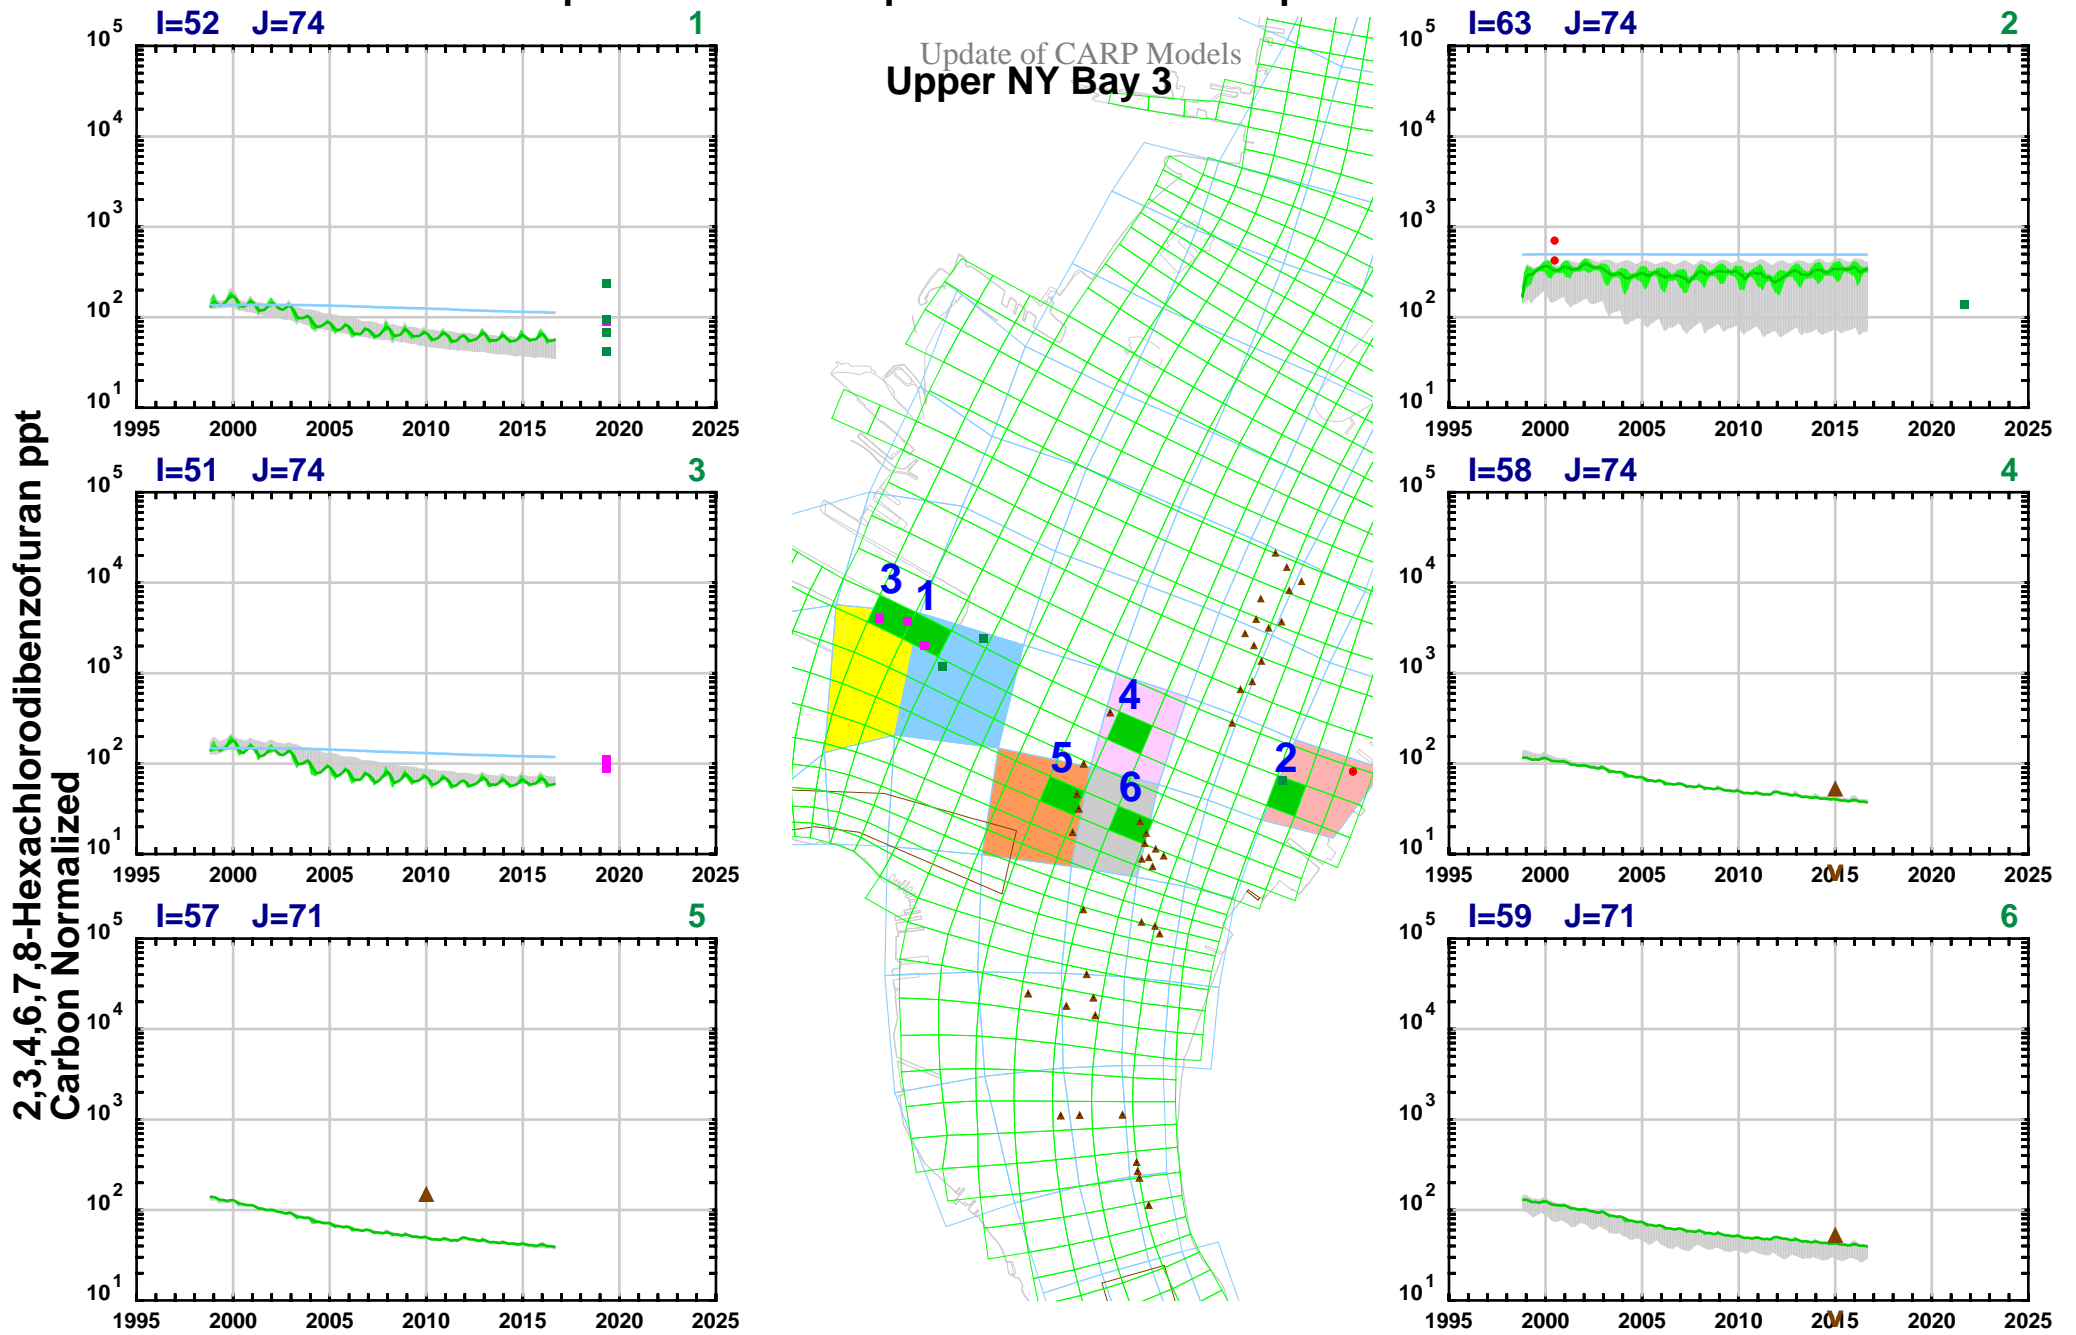 Update of CARP Models
Upper NY Bay 3
2,3,4,6,7,8-Hexachlorodibenzofuran ppt
Carbon Normalized
I=52 J=74 1
10^5
10^4
10^3
10^2
10^1
1995 2000 2005 2010 2015 2020 2025
I=63 J=74 2
10^5
10^4
10^3
10^2
10^1
1995 2000 2005 2010 2015 2020 2025
I=51 J=74 3
10^5
10^4
10^3
10^2
10^1
1995 2000 2005 2010 2015 2020 2025
I=58 J=74 4
10^5
10^4
10^3
10^2
10^1
v
1995 2000 2005 2010 2015 2020 2025
I=57 J=71 5
10^5
10^4
10^3
10^2
10^1
1995 2000 2005 2010 2015 2020 2025
I=59 J=71 6
10^5
10^4
10^3
10^2
10^1
v
1995 2000 2005 2010 2015 2020 2025
3 1
4
5
2
6